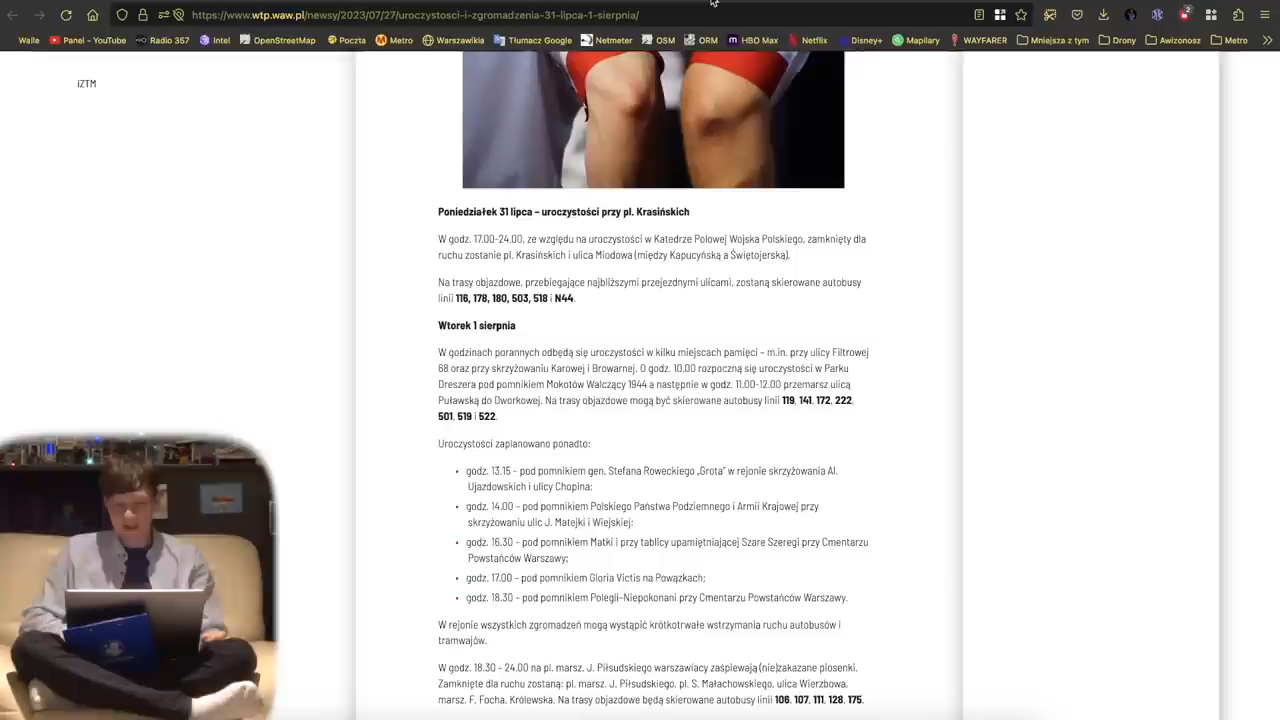 https://www.wtp.waw.pl/newsy/2023/07/27/uroczystosci-i-zgromadzenia-31-lipca-1-sierpnia/
Walle Panel - YouTube Radio 357 Intel OpenStreetMap Poczta Metro Warszawikia Tłumacz Google Netmeter OSM ORM HBO Max Netflix Disney+ Mapilary WAYFARER Mniejsza z tym Drony Awizonosz Metro
iZTM
Poniedziałek 31 lipca – uroczystości przy pl. Krasińskich
W godz. 17.00-24.00, ze względu na uroczystości w Katedrze Polowej Wojska Polskiego, zamknięty dla
ruchu zostanie pl. Krasińskich i ulica Miodowa (między Kapucyńską a Świętojerską).
Na trasy objazdowe, przebiegające najbliższymi przejezdnymi ulicami, zostaną skierowane autobusy
linii 116, 178, 180, 503, 518 i N44.
Wtorek 1 sierpnia
W godzinach porannych odbędą się uroczystości w kilku miejscach pamięci – m.in. przy ulicy Filtrowej
68 oraz przy skrzyżowaniu Karowej i Browarnej. O godz. 10.00 rozpoczną się uroczystości w Parku
Dreszera pod pomnikiem Mokotów Walczący 1944 a następnie w godz. 11.00-12.00 przemarsz ulicą
Puławską do Dworkowej. Na trasy objazdowe mogą być skierowane autobusy linii 119, 141, 172, 222,
501, 519 i 522.
Uroczystości zaplanowano ponadto:
• godz. 13.15 – pod pomnikiem gen. Stefana Roweckiego „Grota” w rejonie skrzyżowania Al.
Ujazdowskich i ulicy Chopina;
• godz. 14.00 – pod pomnikiem Polskiego Państwa Podziemnego i Armii Krajowej przy
skrzyżowaniu ulic J. Matejki i Wiejskiej;
• godz. 16.30 – pod pomnikiem Matki i przy tablicy upamiętniającej Szare Szeregi przy Cmentarzu
Powstańców Warszawy;
• godz. 17.00 – pod pomnikiem Gloria Victis na Powązkach;
• godz. 18.30 – pod pomnikiem Polegli–Niepokonani przy Cmentarzu Powstańców Warszawy.
W rejonie wszystkich zgromadzeń mogą wystąpić krótkotrwałe wstrzymania ruchu autobusów i
tramwajów.
W godz. 18.30 – 24.00 na pl. marsz. J. Piłsudskiego warszawiacy zaśpiewają (nie)zakazane piosenki.
Zamknięte dla ruchu zostaną: pl. marsz. J. Piłsudskiego, pl. S. Małachowskiego, ulica Wierzbowa,
marsz. F. Focha, Królewska. Na trasy objazdowe będą skierowane autobusy linii 106, 107, 111, 128, 175,